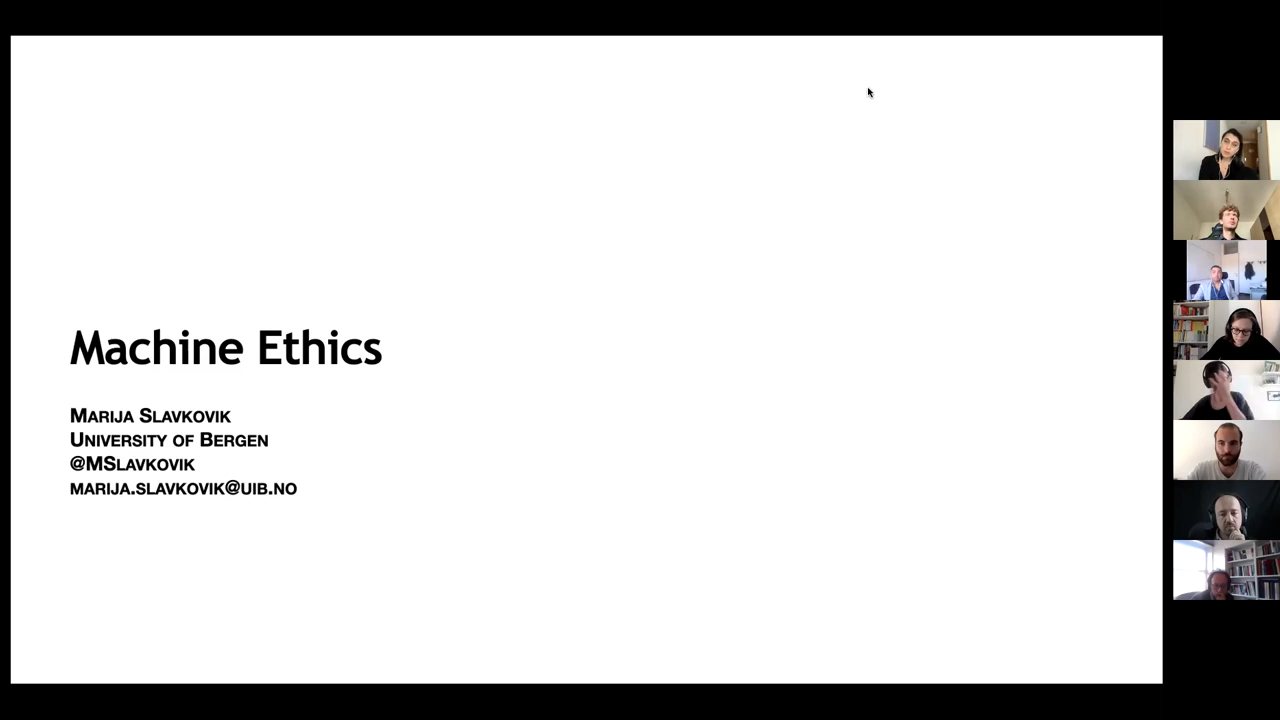 Machine Ethics
Marija Slavkovik
University of Bergen
@MSlavkovik
marija.slavkovik@uib.no